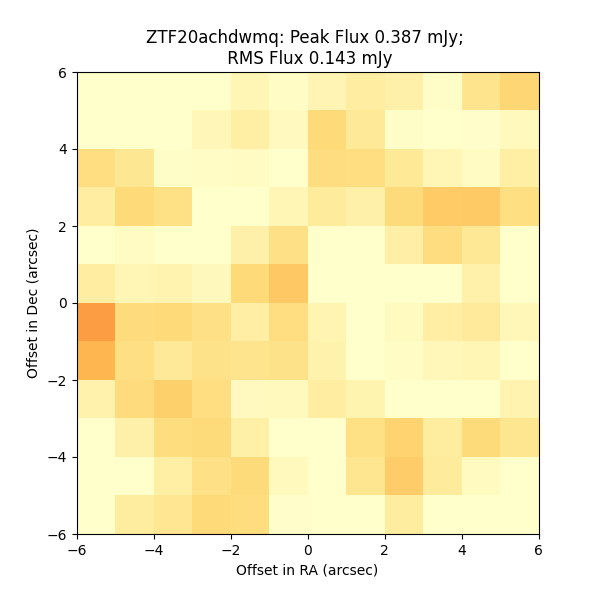 ZTF20achdwmq: Peak Flux 0.387 mJy;
RMS Flux 0.143 mJy
6
4
2
0
−2
−4
−6
Offset in Dec (arcsec)
−6 −4 −2 0 2 4 6
Offset in RA (arcsec)